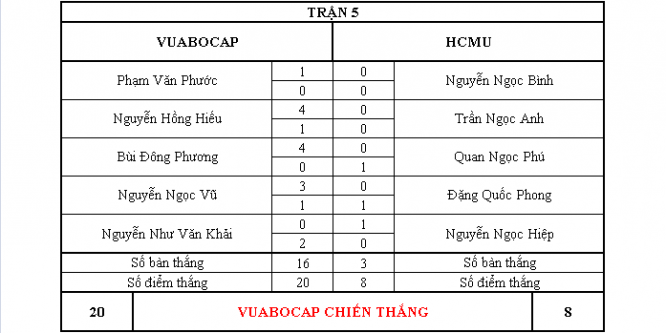 TRẬN 5
VUABOCAP HCMU
Phạm Văn Phước 1 0 Nguyễn Ngọc Bình
0 0
Nguyễn Hồng Hiếu 4 0 Trần Ngọc Anh
1 0
Bùi Đông Phương 4 0 Quan Ngọc Phú
0 1
Nguyễn Ngọc Vũ 3 0 Đặng Quốc Phong
1 1
Nguyễn Như Văn Khải 0 1 Nguyễn Ngọc Hiệp
2 0
Số bàn thắng 16 3 Số bàn thắng
Số điểm thắng 20 8 Số điểm thắng
20 VUABOCAP CHIẾN THẮNG 8